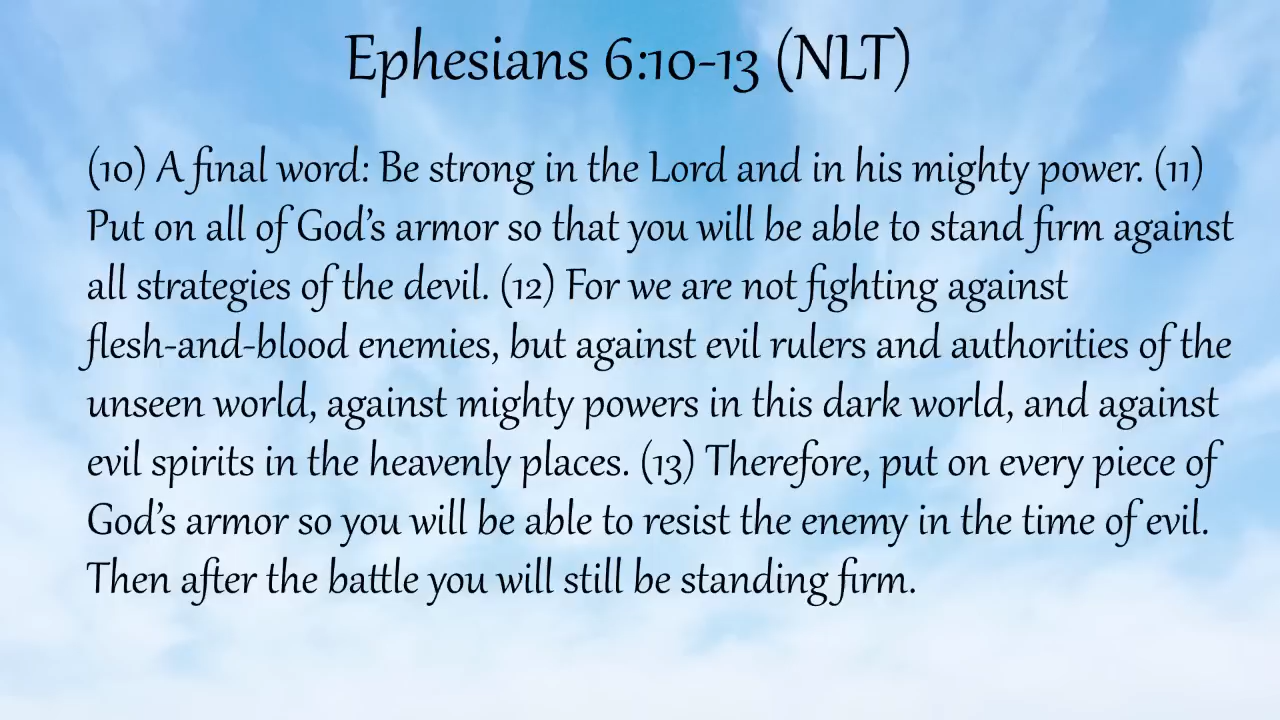 Ephesians 6:10-13 (NLT)
(10) A final word: Be strong in the Lord and in his mighty power. (11)
Put on all of God’s armor so that you will be able to stand firm against
all strategies of the devil. (12) For we are not fighting against
flesh-and-blood enemies, but against evil rulers and authorities of the
unseen world, against mighty powers in this dark world, and against
evil spirits in the heavenly places. (13) Therefore, put on every piece of
God’s armor so you will be able to resist the enemy in the time of evil.
Then after the battle you will still be standing firm.